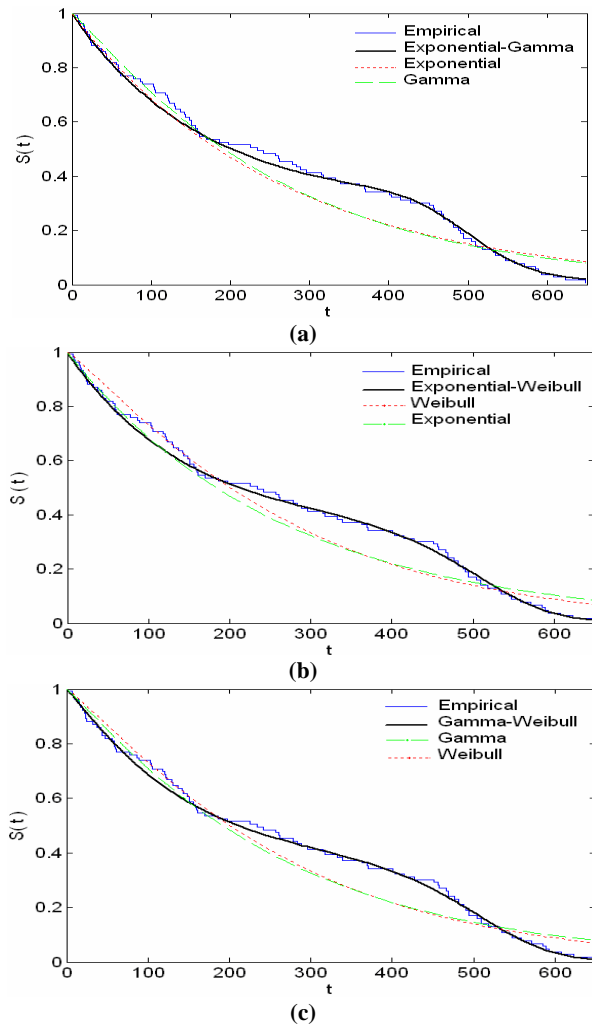 1
Empirical
Exponential-Gamma
0.8
Exponential
Gamma
0.6
S(t)
0.4
0.2
0
0 100 200 300 400 500 600
t
(a)
1
Empirical
Exponential-Weibull
0.8
Weibull
Exponential
0.6
S(t)
0.4
0.2
0
0 100 200 300 400 500 600
t
(b)
1
Empirical
Gamma-Weibull
0.8
Gamma
Weibull
0.6
S(t)
0.4
0.2
0
0 100 200 300 400 500 600
t
(c)